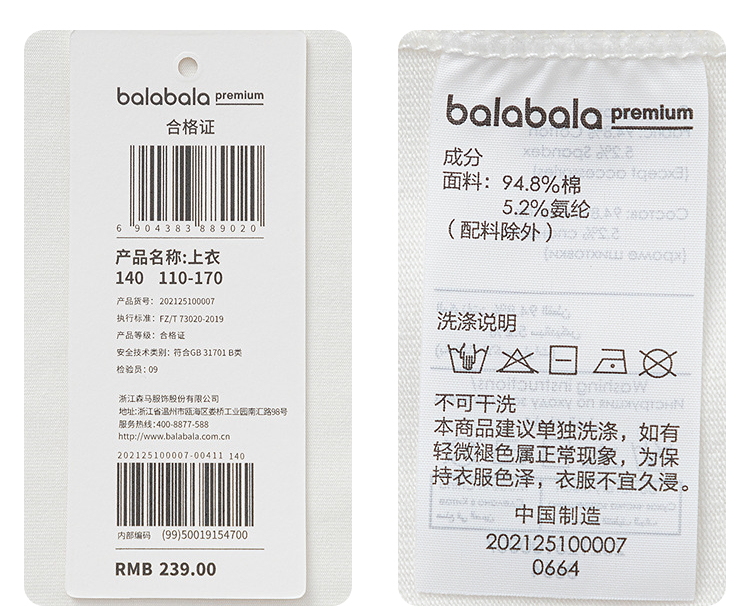 balabala premium
合格证
6 904383 889020
产品名称:上衣
140 110-170
产品货号: 202125100007
执行标准: FZ/T 73020-2019
产品等级: 合格证
安全技术类别: 符合GB 31701 B类
检验员: 09
浙江森马服饰股份有限公司
地址:浙江省温州市瓯海区娄桥工业园南汇路98号
服务热线:400-8877-588
http://www.balabala.com.cn
202125100007-00411 140
内部编码 (99)50019154700
RMB 239.00
balabala premium
成分
面料: 94.8%棉
5.2%氨纶
(配料除外)
洗涤说明
不可干洗
本商品建议单独洗涤，如有
轻微褪色属正常现象，为保
持衣服色泽，衣服不宜久浸。
中国制造
202125100007
0664